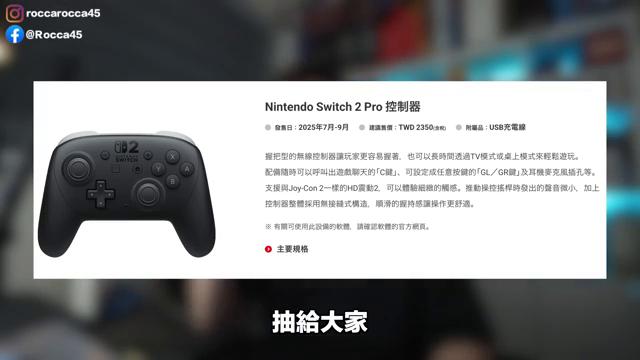 roccarocca45
@Rocca45
Nintendo Switch 2 Pro 控制器
發售日：2025年7月-9月 建議售價：TWD 2350(含稅) 附屬品：USB充電線
握把型的無線控制器讓玩家更容易握著，也可以長時間透過TV模式或桌上模式來輕鬆遊玩。
配備隨時可以呼叫出遊戲聊天的「C鍵」、可設定成任意按鍵的「GL／GR鍵」及耳機麥克風插孔等。
支援與Joy-Con 2一樣的HD震動2，可以體驗細緻的觸感。推動操控搖桿時發出的聲音微小，加上
控制器整體採用無接縫式構造，順滑的握持感讓操作更舒適。
※ 有關可使用此設備的軟體，請確認軟體的官方網頁。
主要規格
2
SWITCH
X
Y
A
B
抽給大家